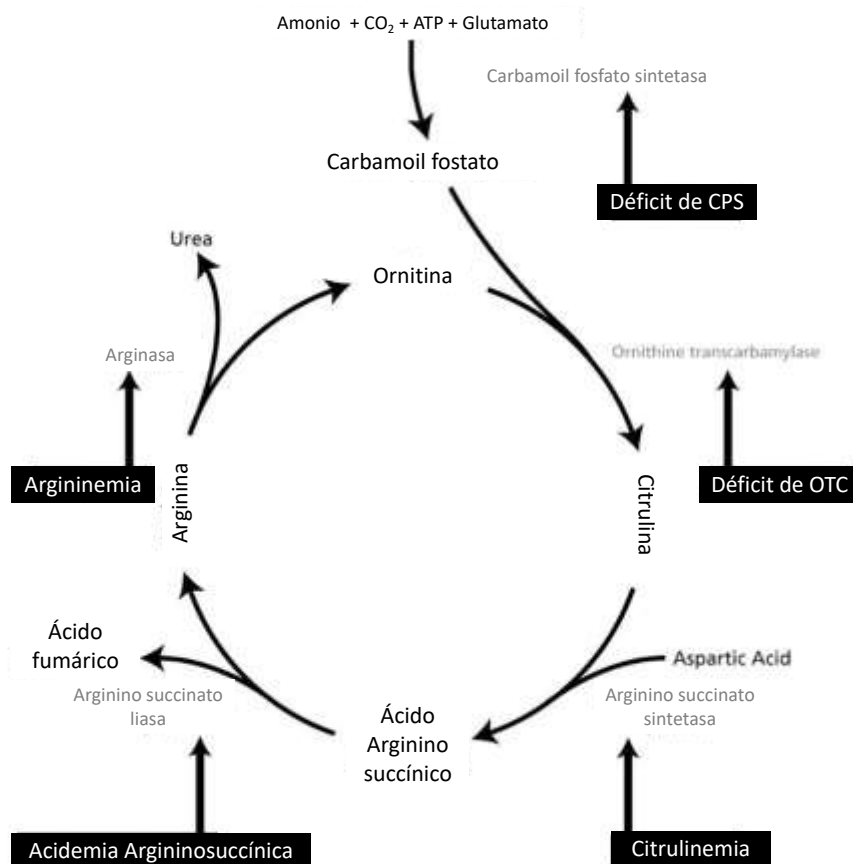 Amonio + CO₂ + ATP + Glutamato
Carbamoil fosfato sintetasa
Carbamoil fostato
Déficit de CPS
Urea
Ornitina
Arginasa
Ornithine transcarbamylase
Argininemia
Arginina
Citrulina
Déficit de OTC
Ácido
fumárico
Aspartic Acid
Arginino succinato
liasa
Ácido
Arginino
succínico
Arginino succinato
sintetasa
Acidemia Argininosuccínica
Citrulinemia